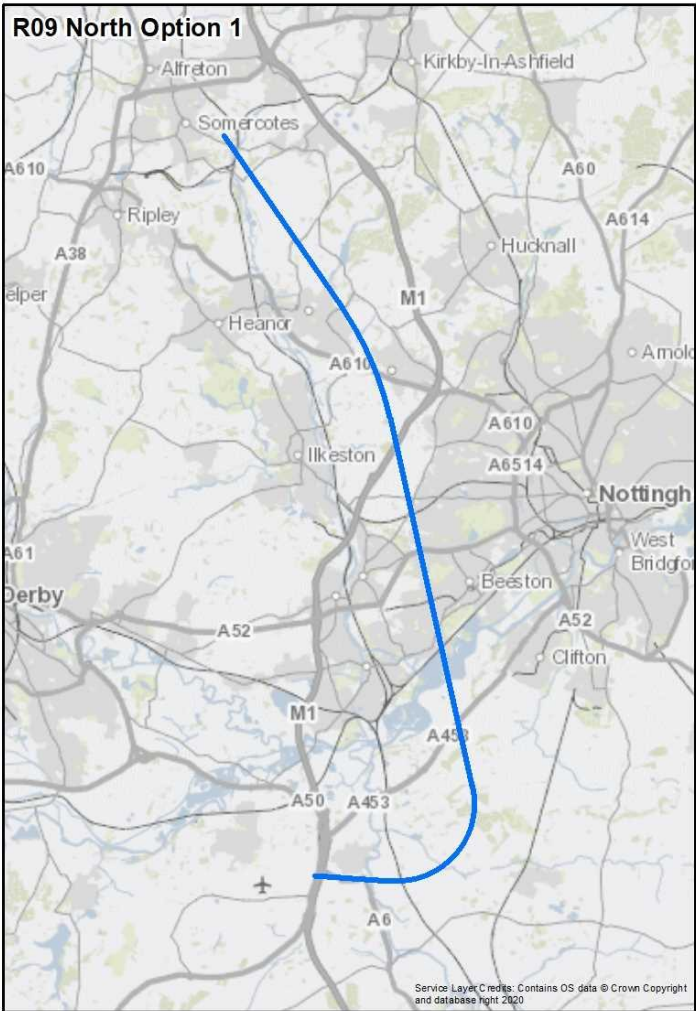 R09 North Option 1
Alfreton
Kirkby-In-Ashfield
Somercotes
A610
A60
Ripley
A614
A38
Hucknall
elper
M1
Heanor
Arnol
A610
A610
Ilkeston
A6514
Nottingh
A61
West
Bridgfor
Derby
Beeston
A52
A52
Clifton
M1
A453
A50
A453
A6
Service Layer Credits: Contains OS data © Crown Copyright
and database right 2020